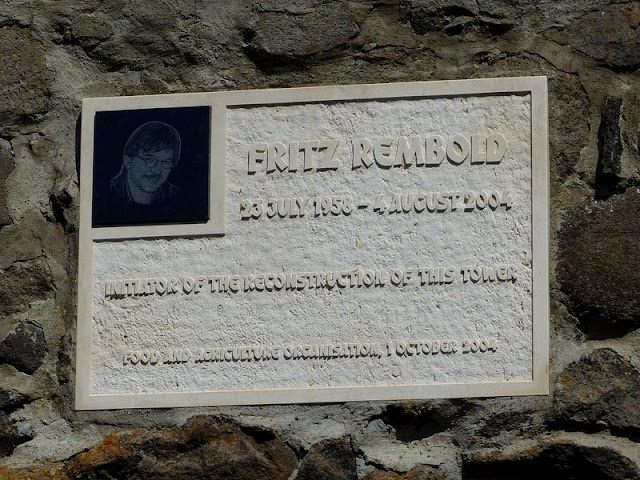 FRITZ REMBOLD
23 JULY 1958 - 4 AUGUST 2004
INITIATOR OF THE RECONSTRUCTION OF THIS TOWER
FOOD AND AGRICULTURE ORGANISATION, 1 OCTOBER 2004